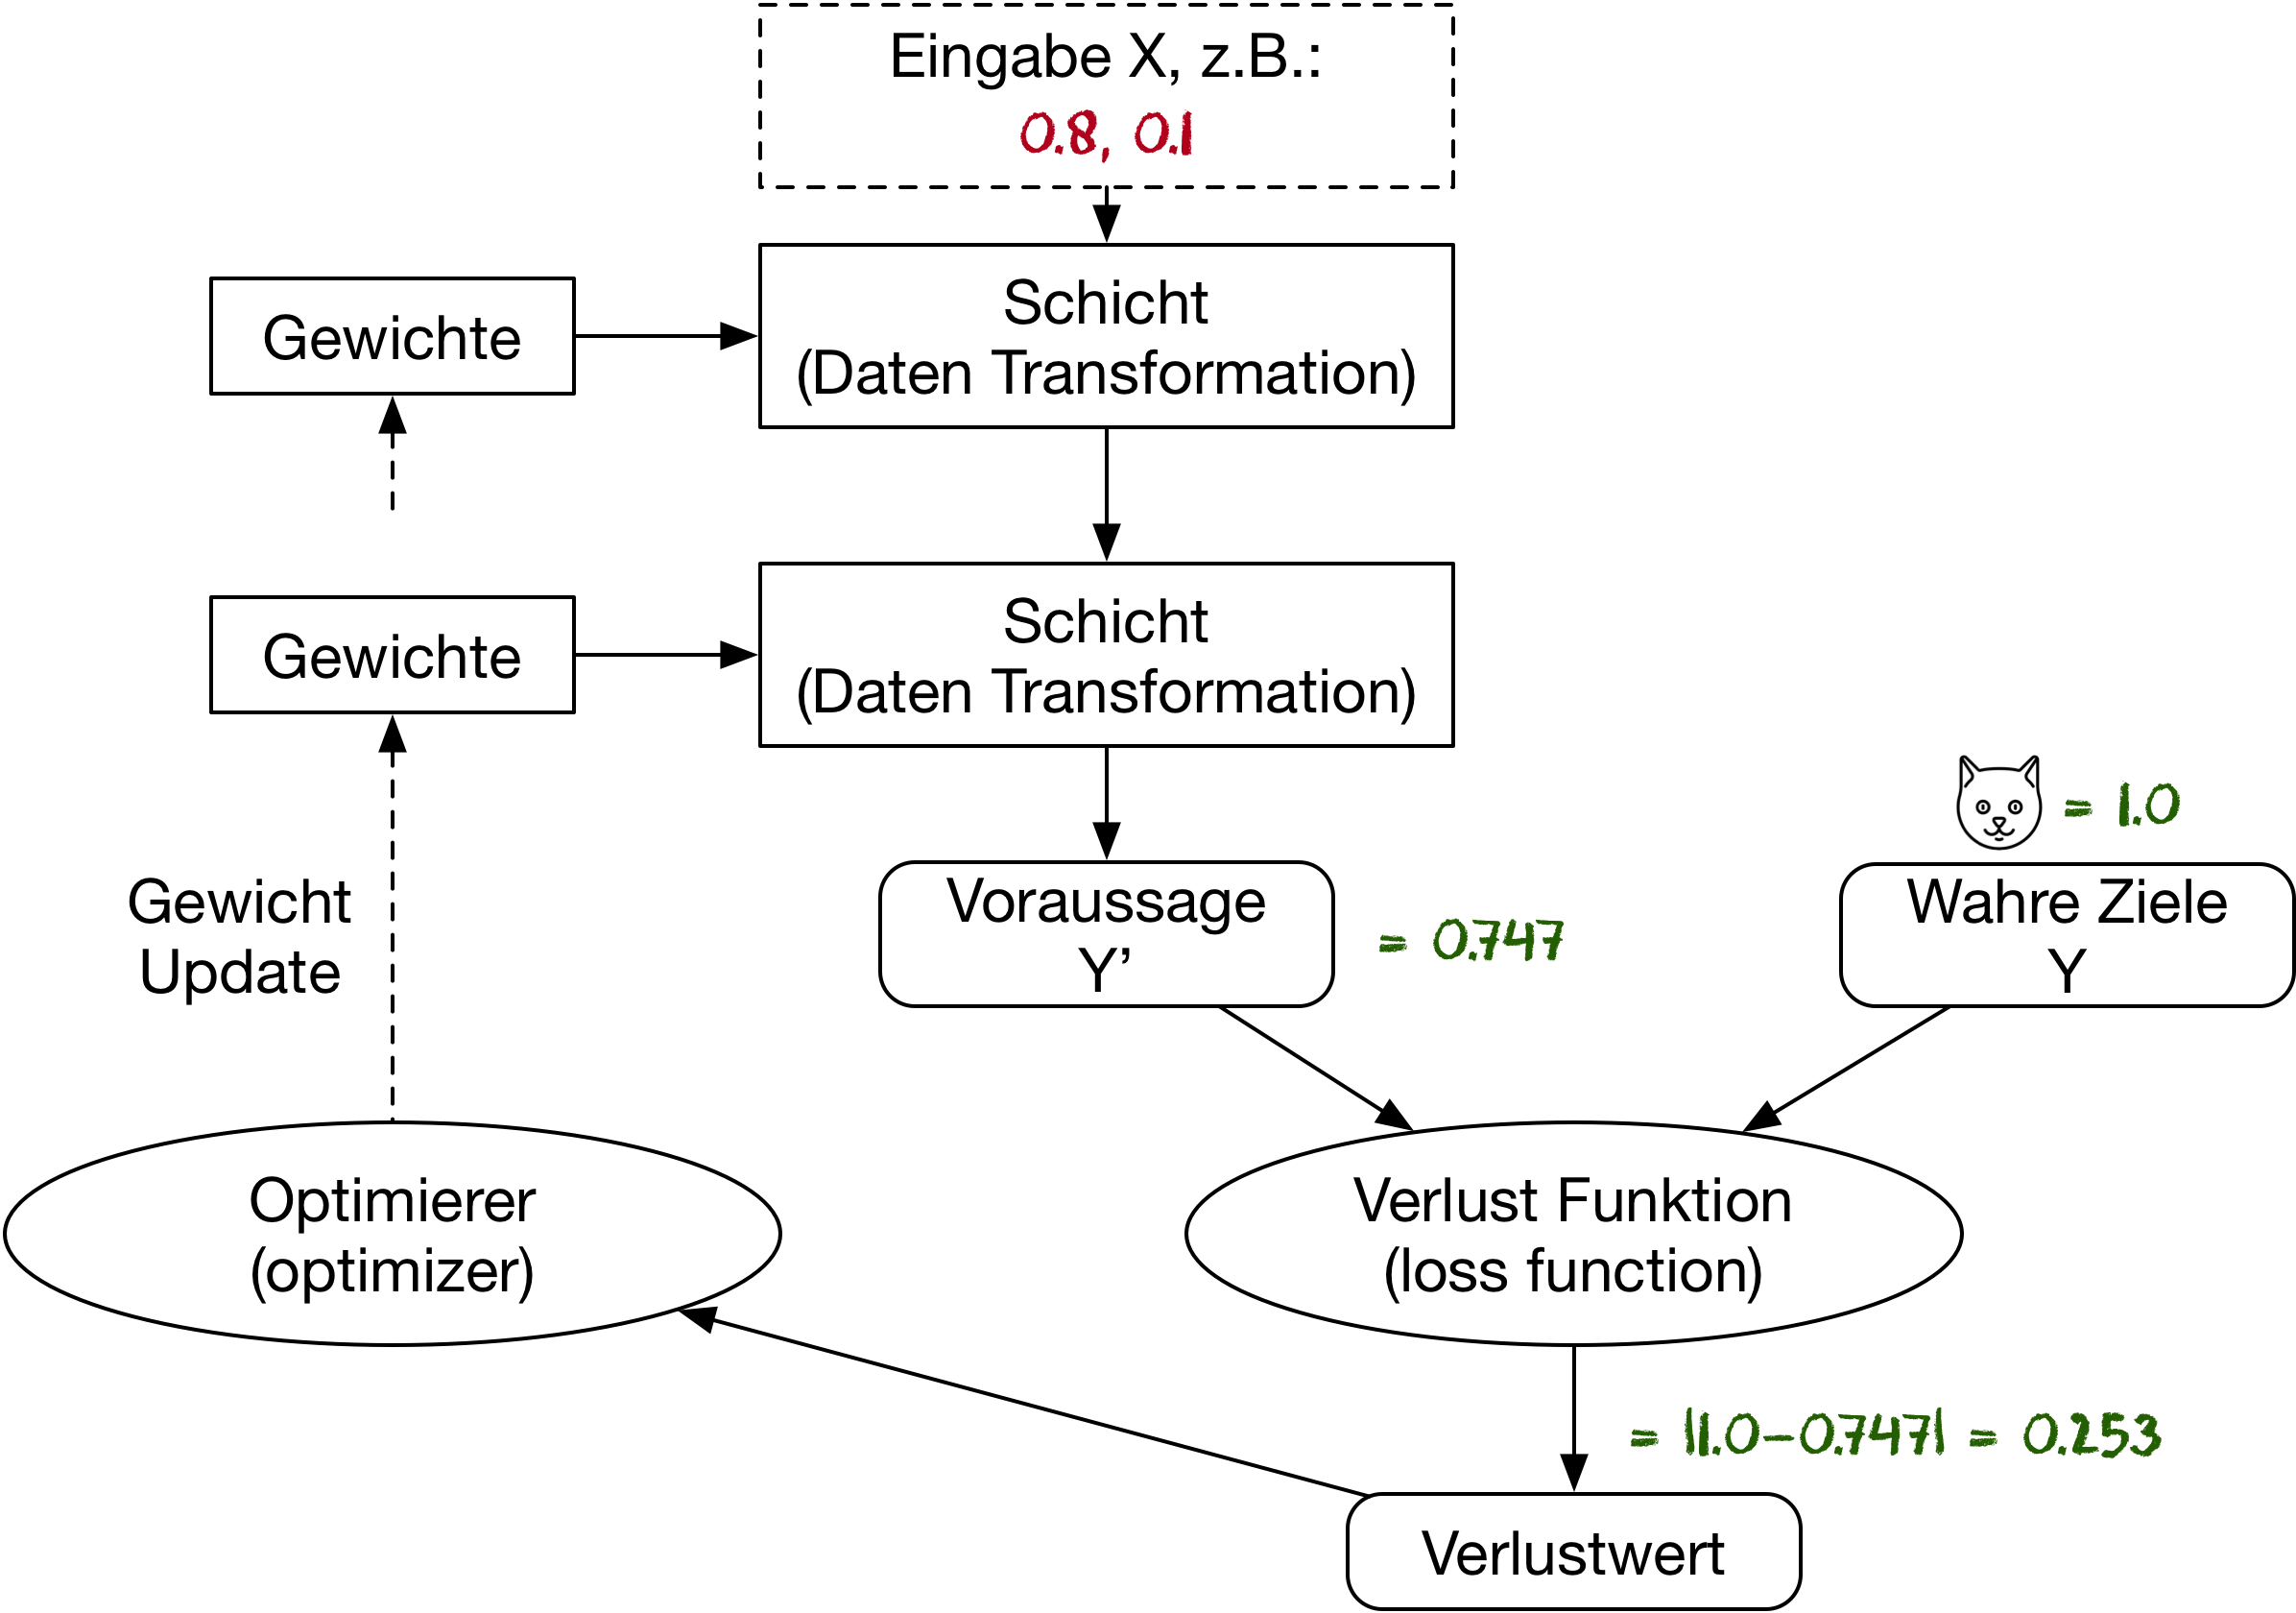 Eingabe X, z.B.:
0.8, 0.1
Gewichte
Schicht
(Daten Transformation)
Gewichte
Schicht
(Daten Transformation)
= 1.0
Gewicht
Update
Voraussage
Y’
= 0.747
Wahre Ziele
Y
Optimierer
(optimizer)
Verlust Funktion
(loss function)
= |1.0-0.747| = 0.253
Verlustwert